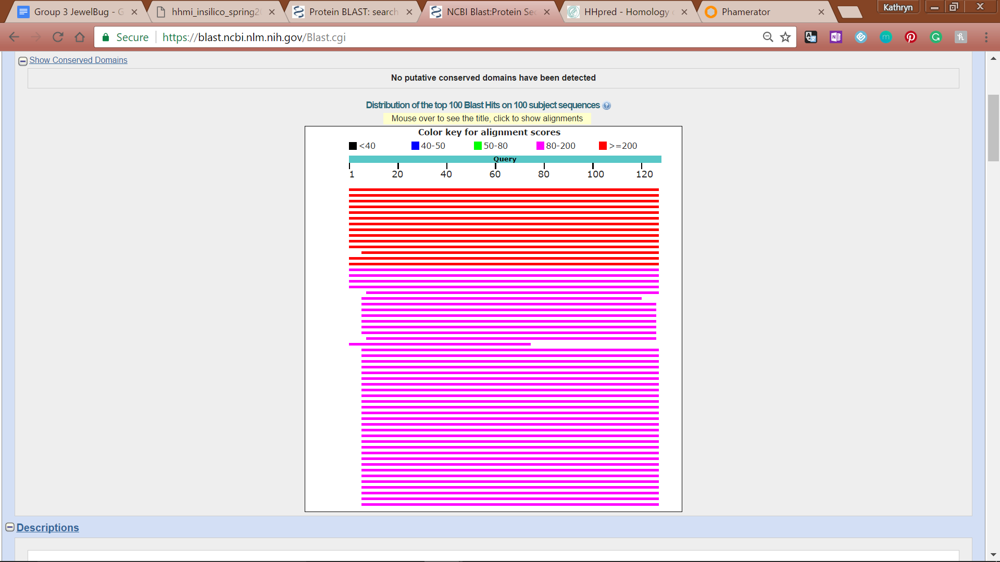 Group 3 JewelBug - G
hhmi_insilico_spring2
Protein BLAST: search
NCBI Blast:Protein Se
HHpred - Homology
Phamerator
Kathryn
Secure
https://blast.ncbi.nlm.nih.gov/Blast.cgi
Show Conserved Domains
No putative conserved domains have been detected
Distribution of the top 100 Blast Hits on 100 subject sequences
Mouse over to see the title, click to show alignments
Color key for alignment scores
<40 40-50 50-80 80-200 >=200
Query
1 20 40 60 80 100 120
Descriptions